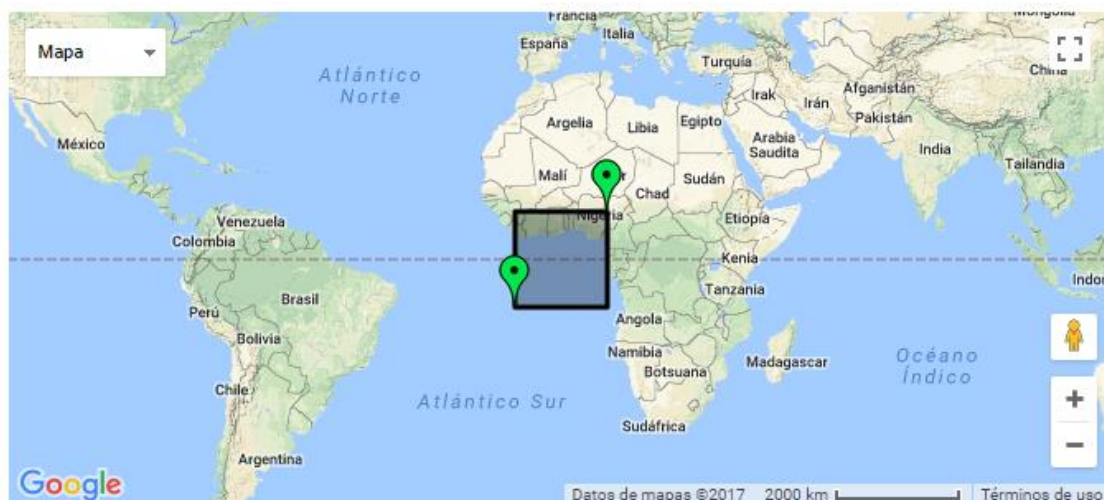 Mongolia
Francia
Mapa
España
Italia
Turquía
China
Atlántico
Norte
Irak
Irán
Afganistán
Pakistán
México
Argelia
Libia
Egipto
Arabia
Saudita
India
Tailandia
Malí
Chad
Sudán
Nigeria
Etiopía
Venezuela
Colombia
Kenia
Tanzania
Indon
Brasil
Perú
Angola
Bolivia
Namibia
Botsuana
Madagascar
Océano
Índico
Chile
Atlántico Sur
Sudáfrica
Argentina
Google
Datos de mapas ©2017 2000 km Términos de uso